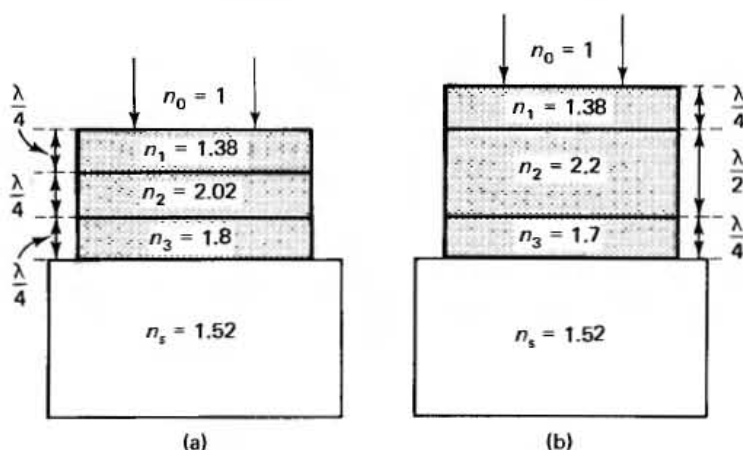 n₀ = 1
λ/4
n₁ = 1.38
λ/4
n₂ = 2.02
λ/4
n₃ = 1.8
nₛ = 1.52
(a)
n₀ = 1
n₁ = 1.38
λ/4
n₂ = 2.2
λ/2
n₃ = 1.7
λ/4
nₛ = 1.52
(b)